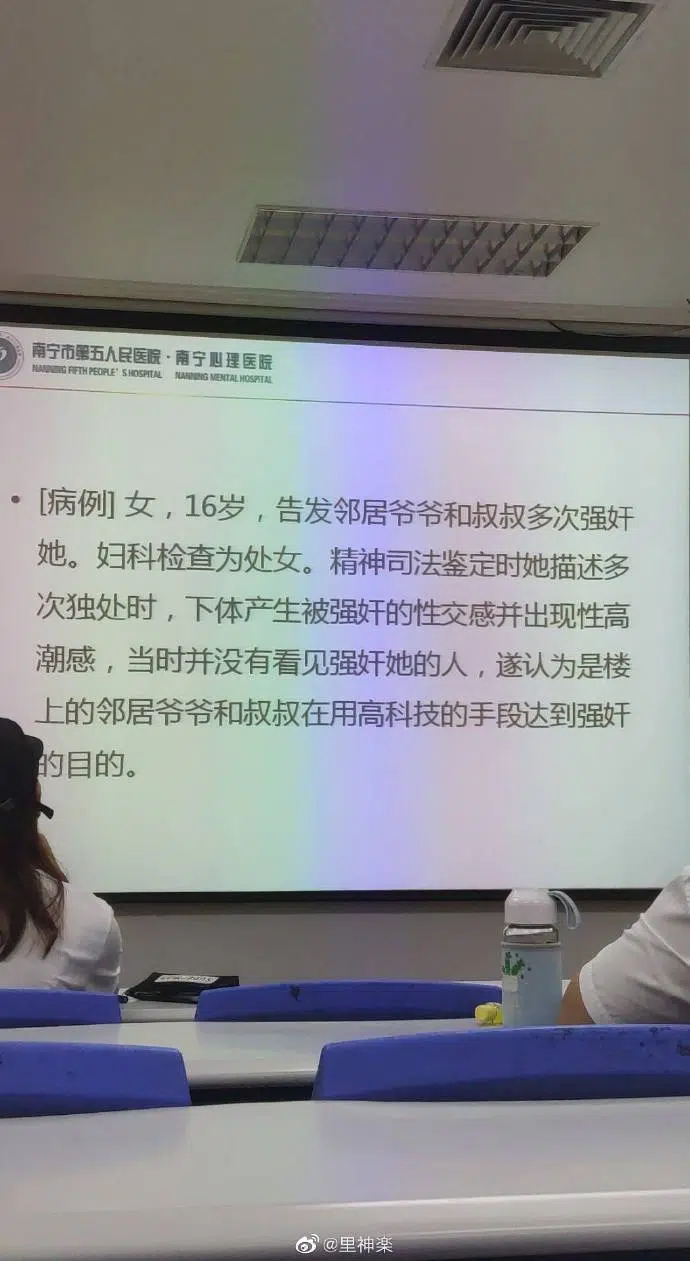 南宁市第五人民医院·南宁心理医院
NANNING FIFTH PEOPLE'S HOSPITAL NANNING MENTAL HOSPITAL
• [病例] 女，16岁，告发邻居爷爷和叔叔多次强奸
她。妇科检查为处女。精神司法鉴定时她描述多
次独处时，下体产生被强奸的性交感并出现性高
潮感，当时并没有看见强奸她的人，遂认为是楼
上的邻居爷爷和叔叔在用高科技的手段达到强奸
的目的。
@里神楽